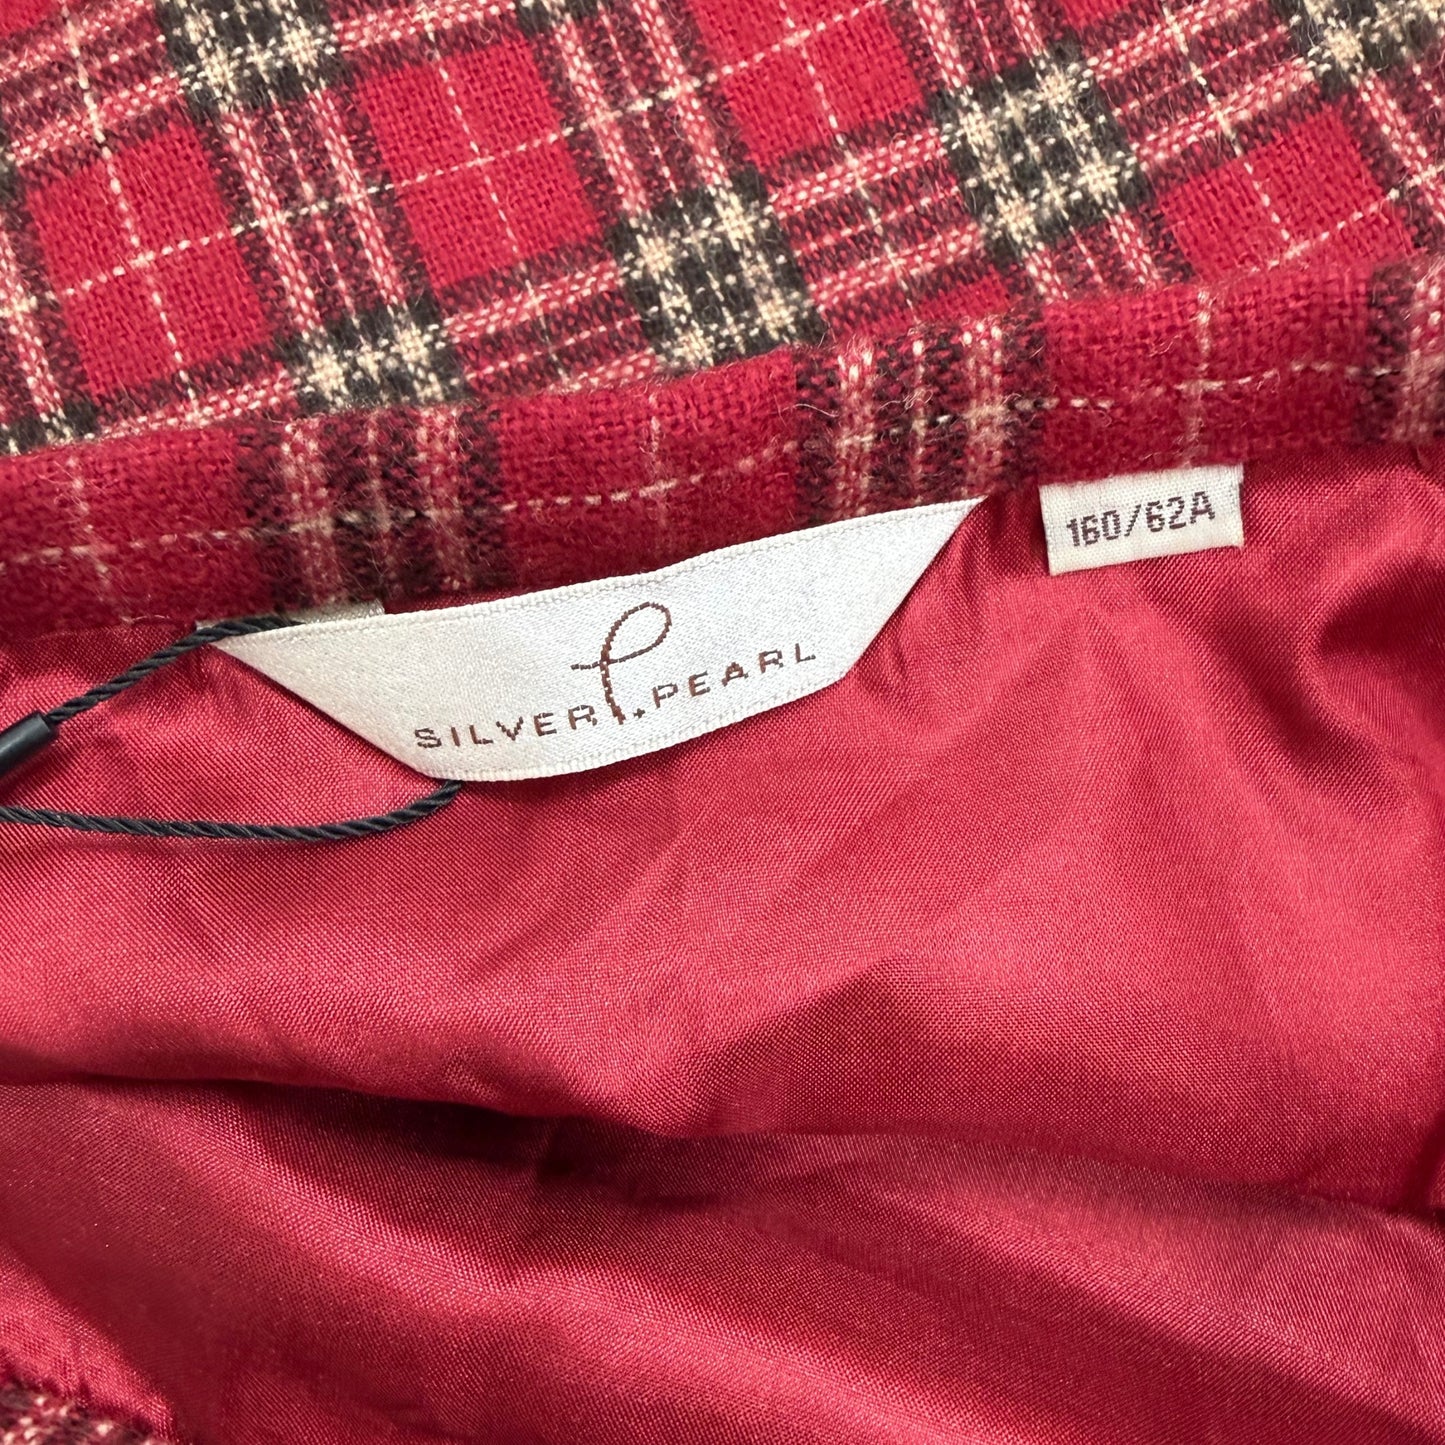 160/62A
SILVER P. PEARL